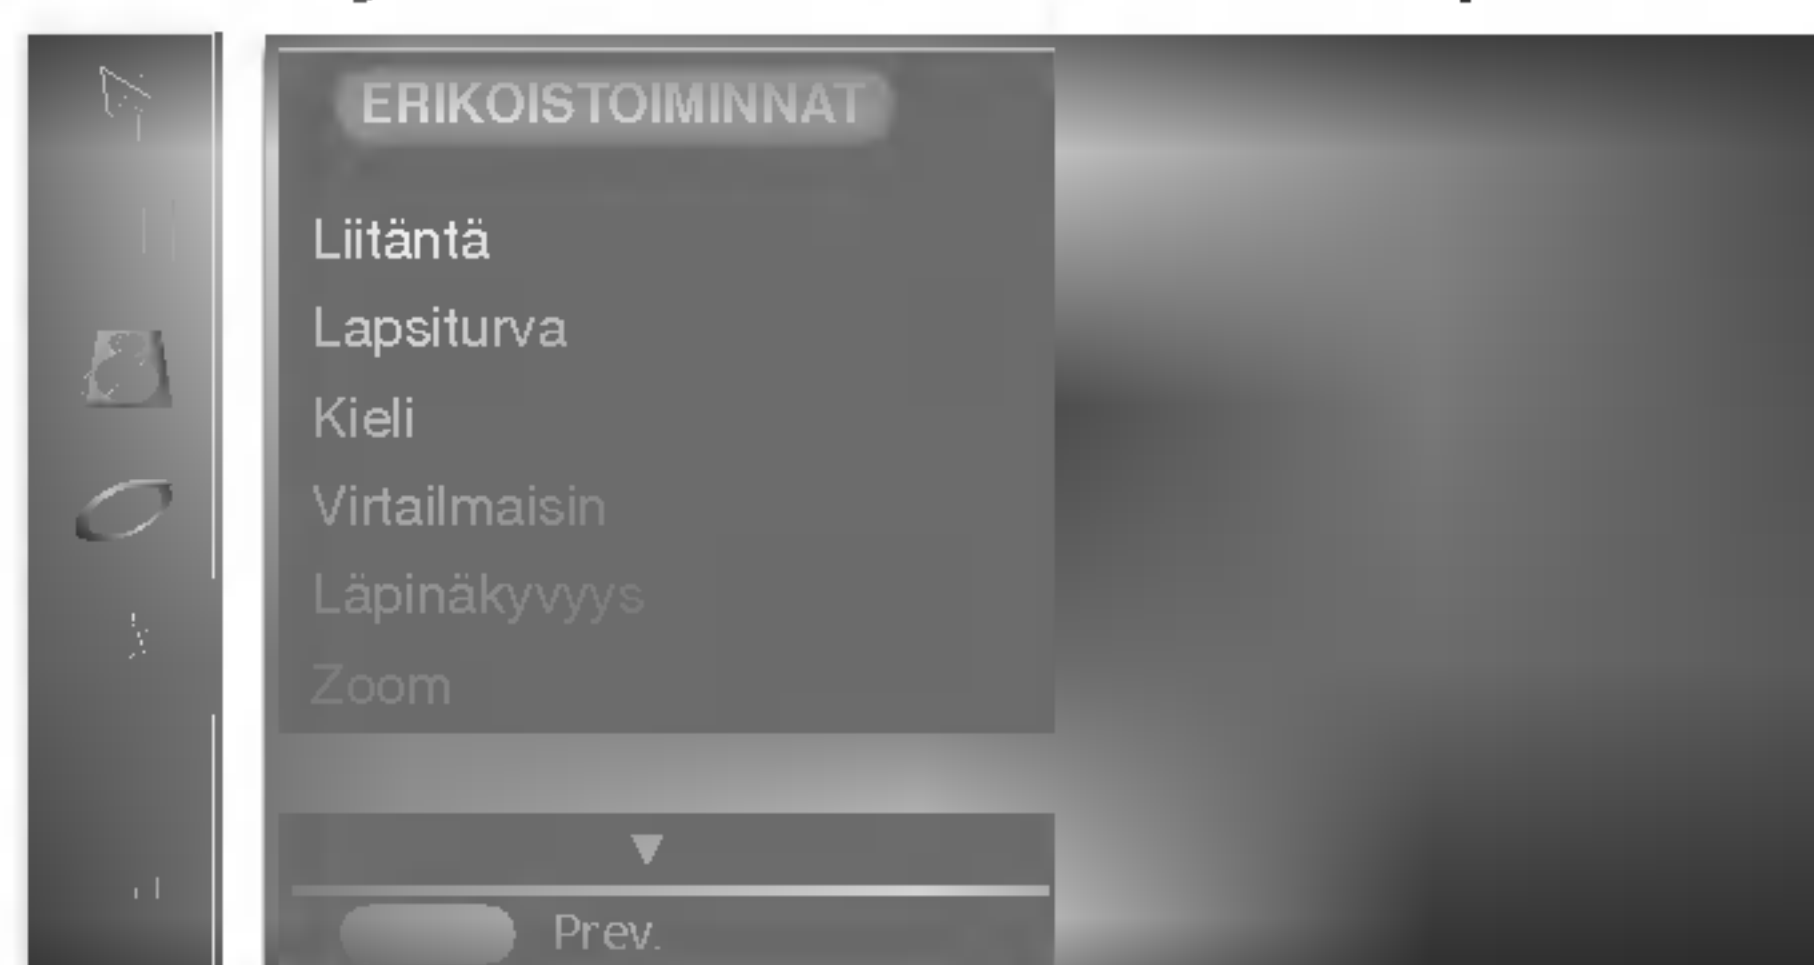 ERIKOISTOIMINNAT
Liitäntä
Lapsiturva
Kieli
Virtailmaisin
Läpinäkyvyys
Zoom
Prev.